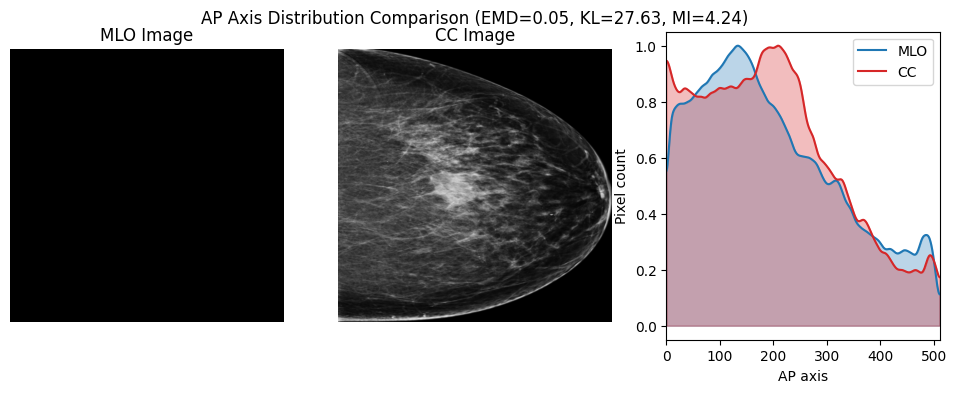 AP Axis Distribution Comparison (EMD=0.05, KL=27.63, MI=4.24)
MLO Image
CC Image
MLO
CC
1.0
0.8
0.6
0.4
0.2
0.0
Pixel count
0 100 200 300 400 500
AP axis